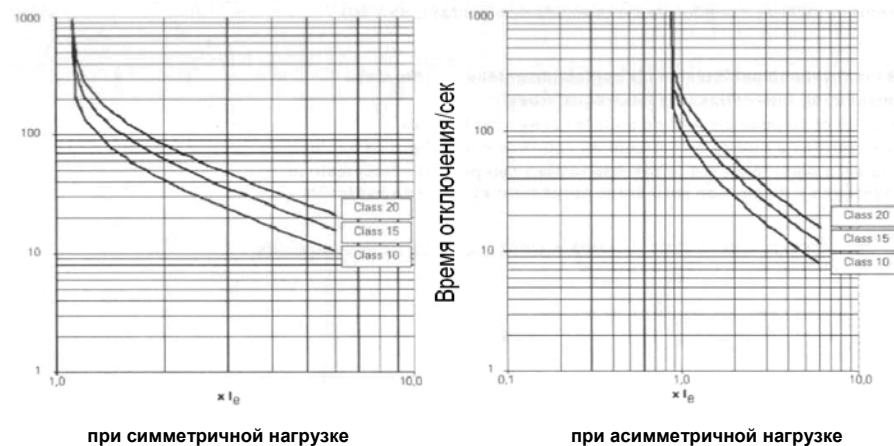 1000
100
10
1
1,0
10,0
x Ie
Class 20
Class 15
Class 10
при симметричной нагрузке
Время отключения/сек
1000
100
10
1
0,1
1,0
10,0
x Ie
Class 20
Class 15
Class 10
при асимметричной нагрузке